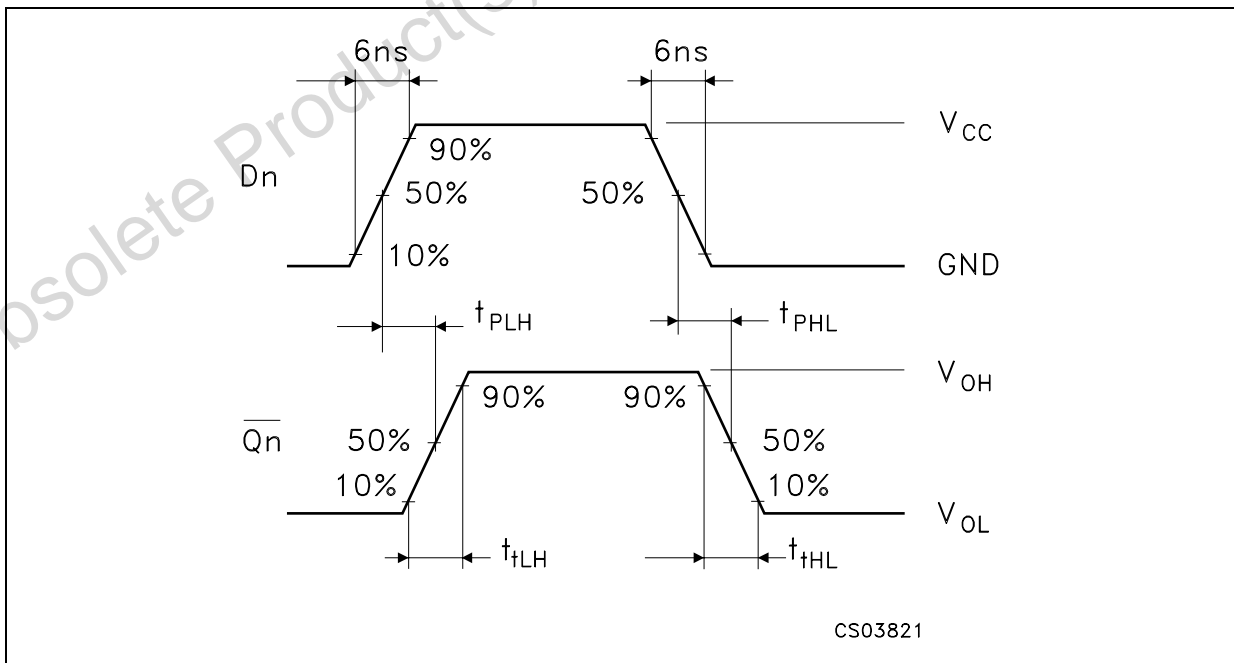 obsolete Product(s)
6ns 6ns
VCC
90%
Dn
50% 50%
10%
GND
tPLH tPHL
VOH
90% 90%
Qn
50% 50%
10% 10%
VOL
ttLH ttHL
CS03821